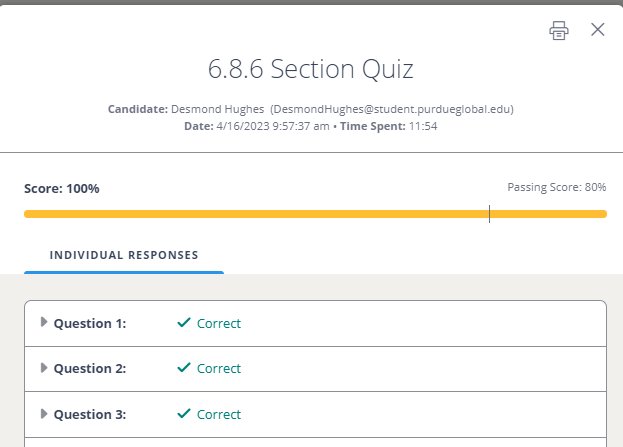 6.8.6 Section Quiz
Candidate: Desmond Hughes (DesmondHughes@student.purdueglobal.edu)
Date: 4/16/2023 9:57:37 am • Time Spent: 11:54
Score: 100%
Passing Score: 80%
INDIVIDUAL RESPONSES
Question 1: Correct
Question 2: Correct
Question 3: Correct